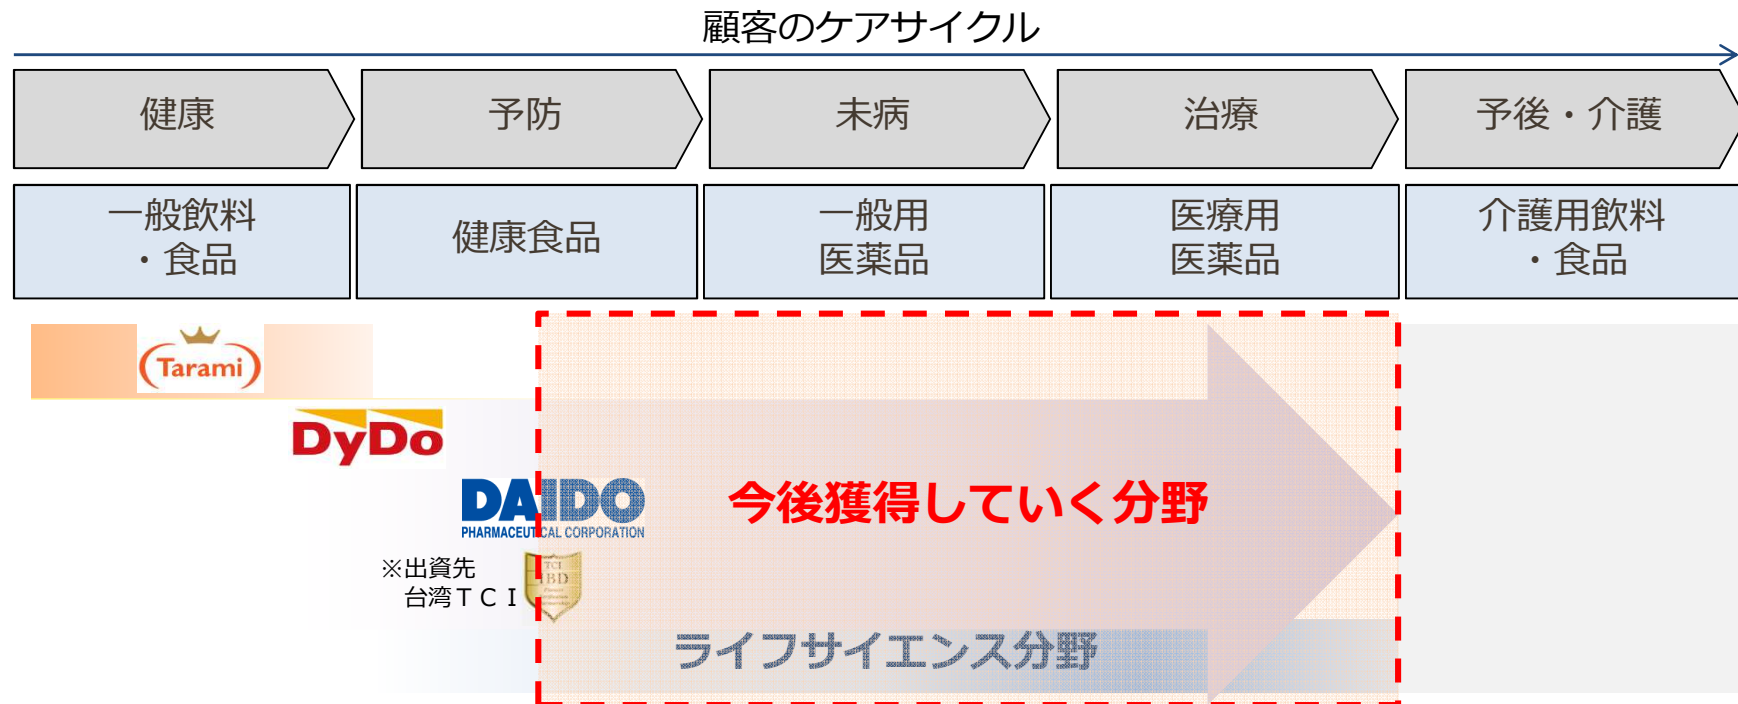 顧客のケアサイクル
健康
予防
未病
治療
予後・介護
一般飲料
・食品
健康食品
一般用
医薬品
医療用
医薬品
介護用飲料
・食品
Tarami
DyDo
DAIDO
PHARMACEUTICAL CORPORATION
今後獲得していく分野
※出資先
台湾TCI
TCI
IBD
ライフサイエンス分野